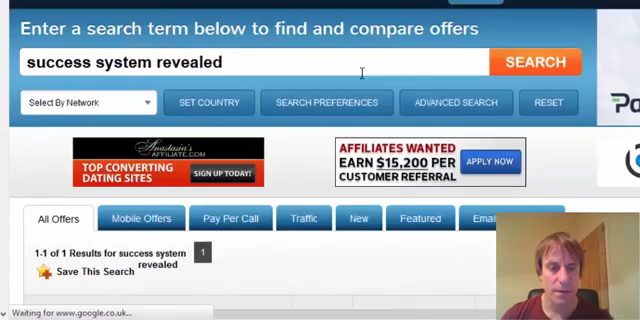 Enter a search term below to find and compare offers
success system revealed
SEARCH
Select By Network
SET COUNTRY
SEARCH PREFERENCES
ADVANCED SEARCH
RESET
Anastasia's
AFFILIATE.COM
TOP CONVERTING
DATING SITES
SIGN UP TODAY!
AFFILIATES WANTED
EARN $15,200 PER
CUSTOMER REFERRAL
APPLY NOW
All Offers
Mobile Offers
Pay Per Call
Traffic
New
Featured
1-1 of 1 Results for success system
revealed
1
Save This Search
Waiting for www.google.co.uk...